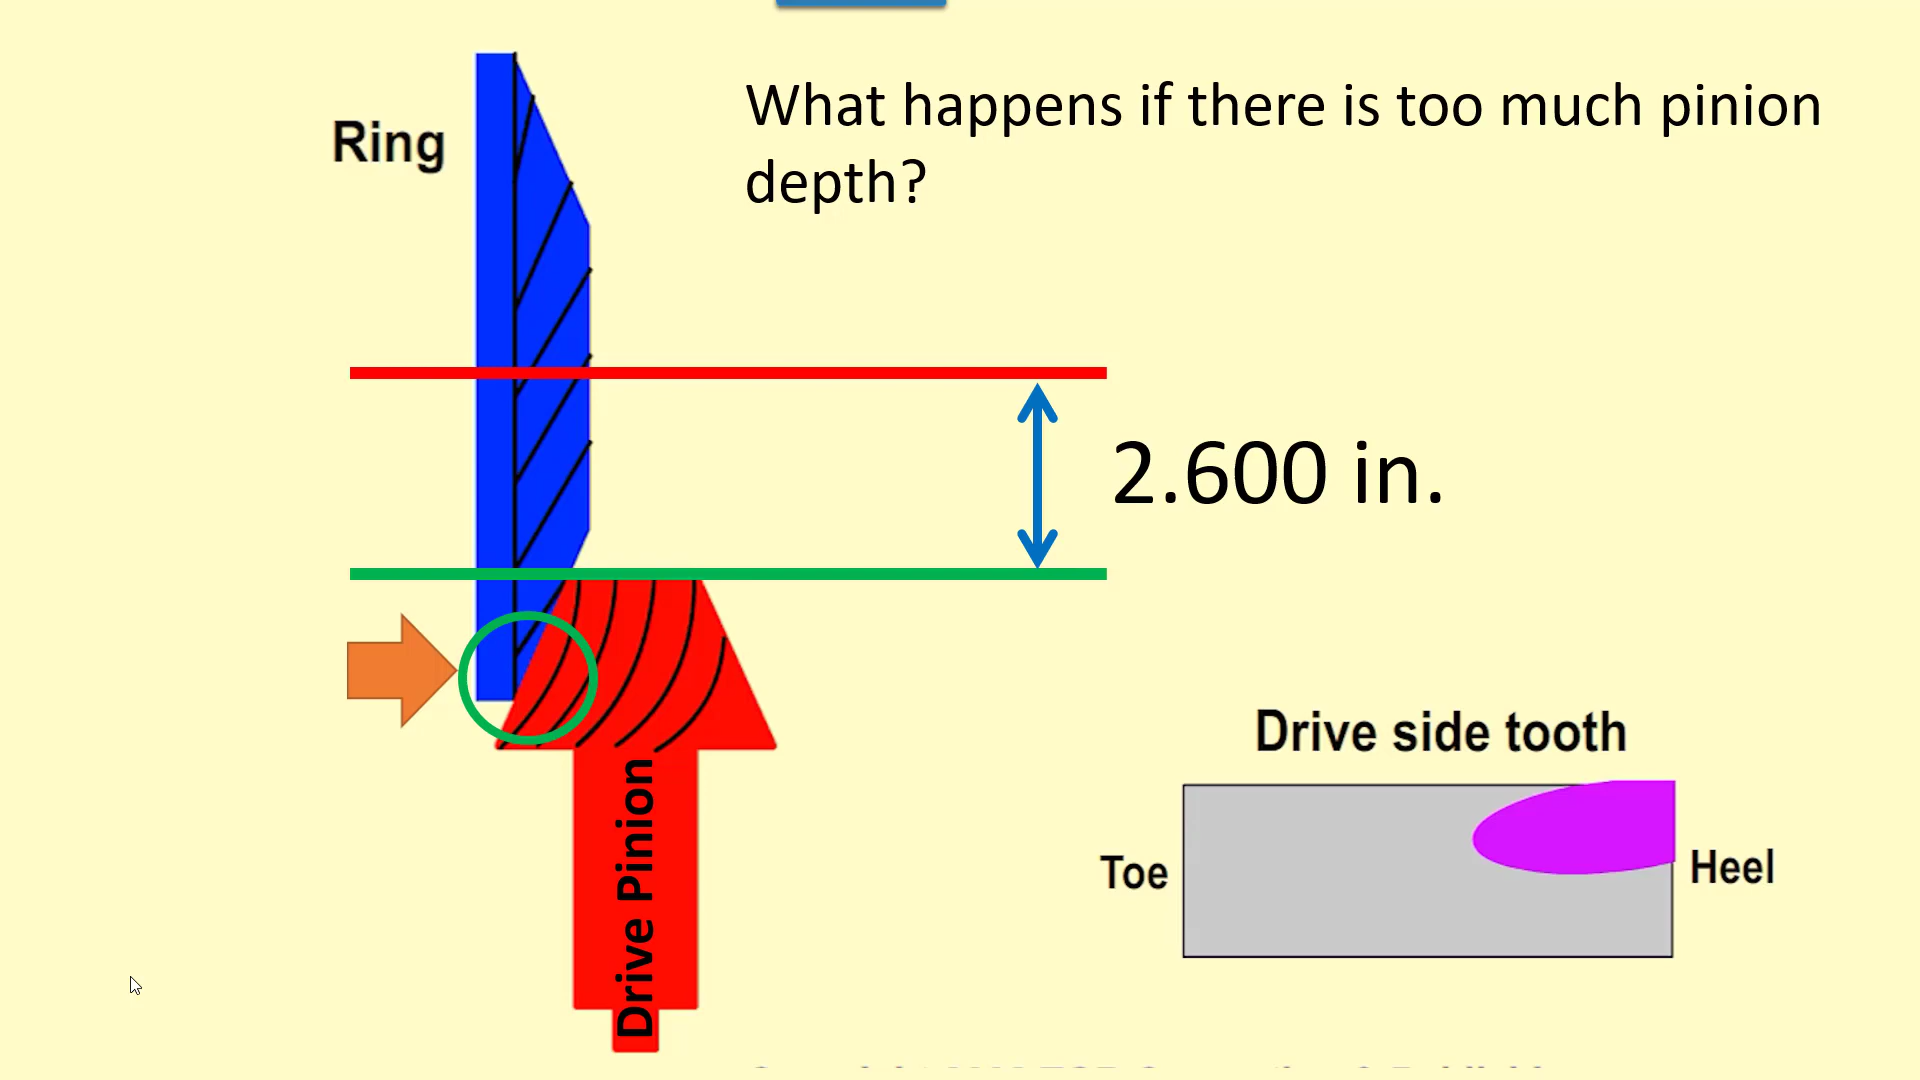 Ring
What happens if there is too much pinion
depth?
2.600 in.
Drive Pinion
Drive side tooth
Toe
Heel